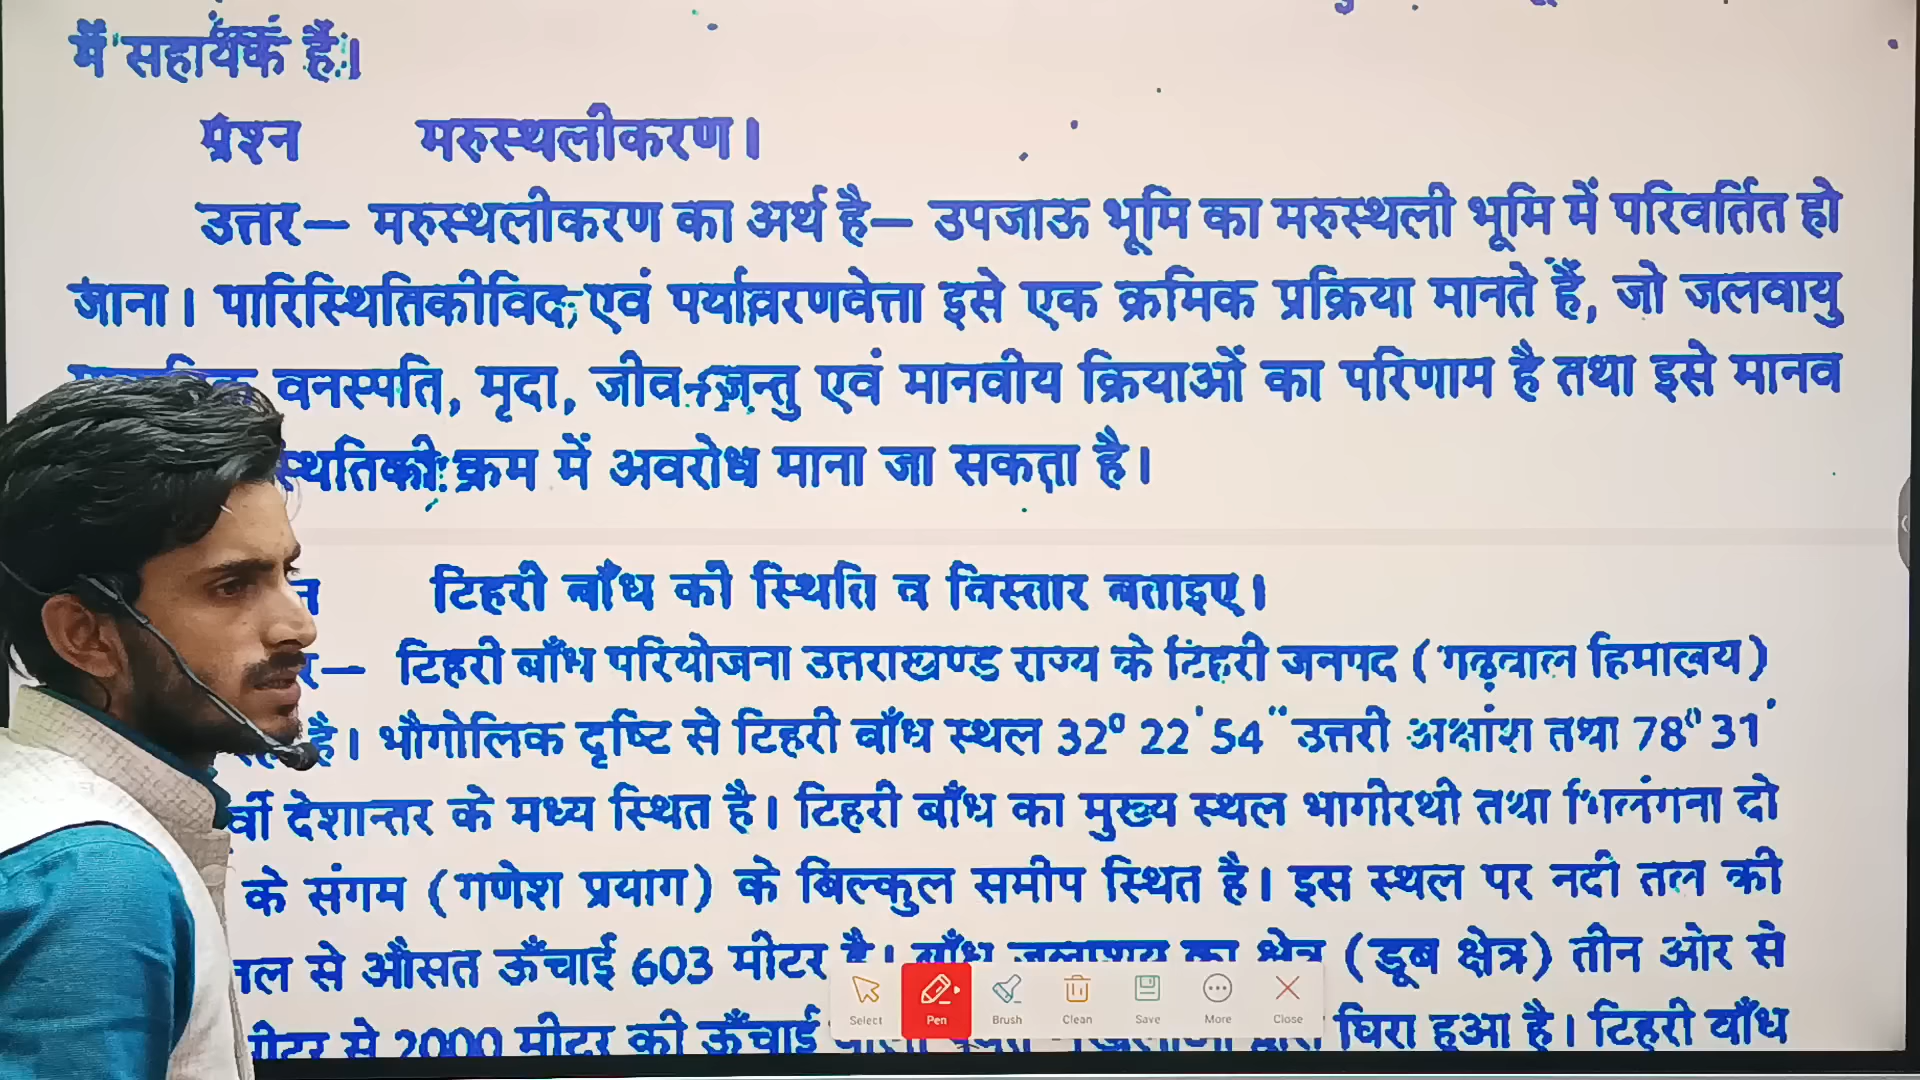 में सहायक हैं।
प्रश्न मरुस्थलीकरण।
उत्तर— मरुस्थलीकरण का अर्थ है— उपजाऊ भूमि का मरुस्थली भूमि में परिवर्तित हो
जाना। पारिस्थितिकीविद् एवं पर्यावरणवेत्ता इसे एक क्रमिक प्रक्रिया मानते हैं, जो जलवायु
वनस्पति, मृदा, जीव-जन्तु एवं मानवीय क्रियाओं का परिणाम है तथा इसे मानव
स्थतिकी क्रम में अवरोध माना जा सकता है।
न टिहरी बाँध की स्थिति व विस्तार बताइए।
र— टिहरी बाँध परियोजना उत्तराखण्ड राज्य के टिहरी जनपद (गढ़वाल हिमालय)
है। भौगोलिक दृष्टि से टिहरी बाँध स्थल 32⁰ 22' 54" उत्तरी अक्षांश तथा 78⁰ 31'
र्वी देशान्तर के मध्य स्थित है। टिहरी बाँध का मुख्य स्थल भागीरथी तथा भिलंगना दो
के संगम (गणेश प्रयाग) के बिल्कुल समीप स्थित है। इस स्थल पर नदी तल की
तल से औसत ऊँचाई 603 मीटर है। बाँध जलाशय का क्षेत्र (डूब क्षेत्र) तीन ओर से
मीटर से 2000 मीटर की ऊँचाई घिरा हुआ है। टिहरी बाँध
Select Pen Brush Clean Save More Close